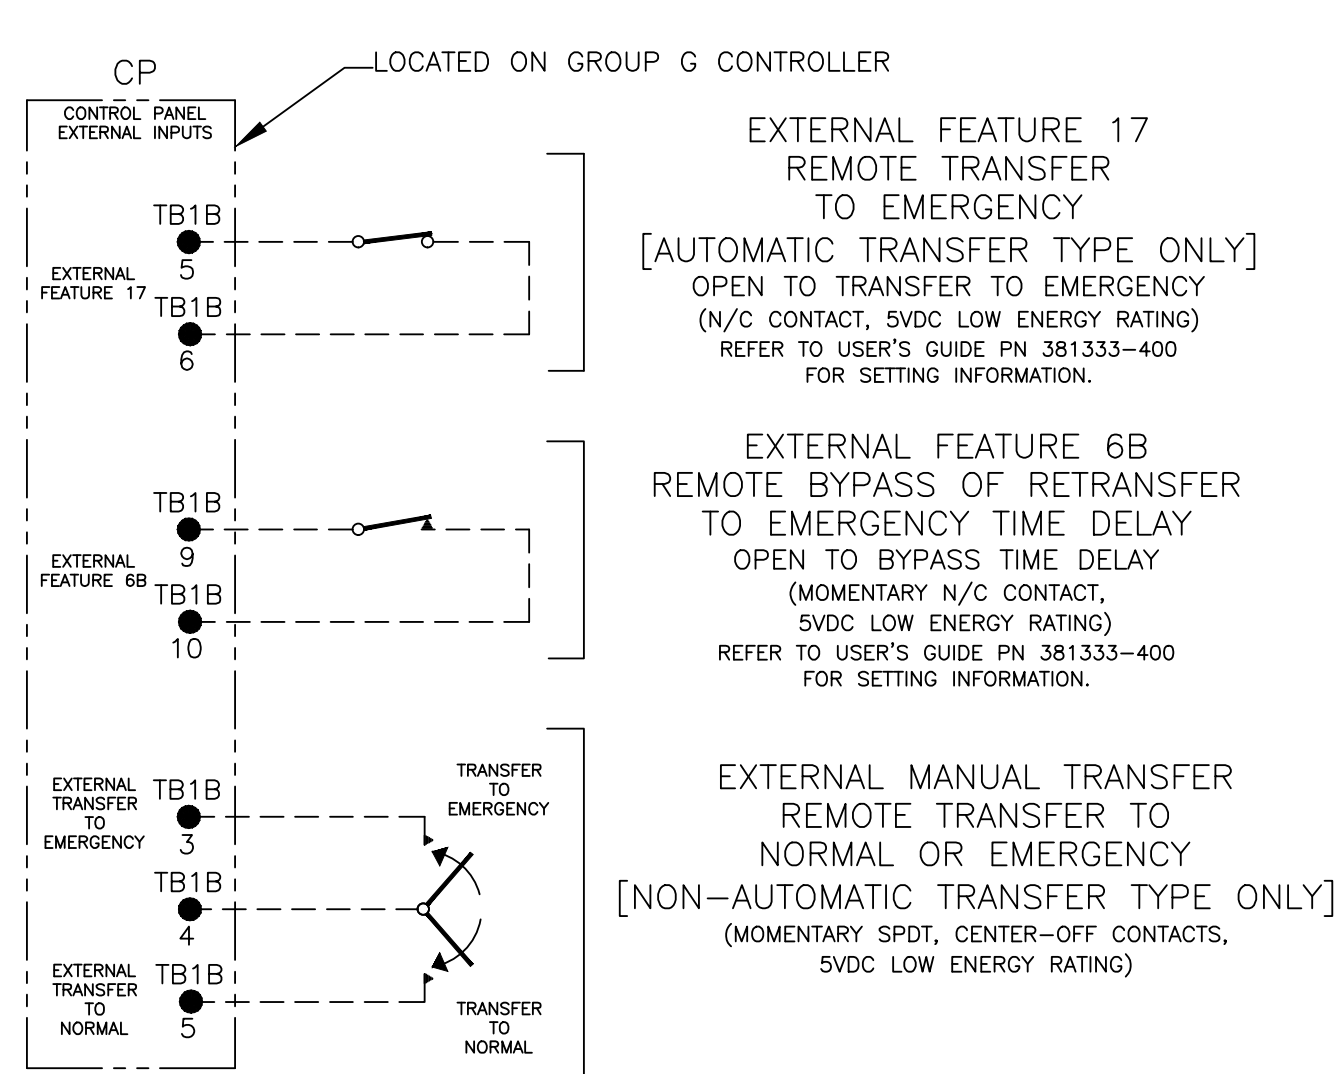 CP
LOCATED ON GROUP G CONTROLLER
CONTROL PANEL
EXTERNAL INPUTS
TB1B
5
EXTERNAL
FEATURE 17
TB1B
6
EXTERNAL FEATURE 17
REMOTE TRANSFER
TO EMERGENCY
[AUTOMATIC TRANSFER TYPE ONLY]
OPEN TO TRANSFER TO EMERGENCY
(N/C CONTACT, 5VDC LOW ENERGY RATING)
REFER TO USER'S GUIDE PN 381333-400
FOR SETTING INFORMATION.
TB1B
9
EXTERNAL
FEATURE 6B
TB1B
10
EXTERNAL FEATURE 6B
REMOTE BYPASS OF RETRANSFER
TO EMERGENCY TIME DELAY
OPEN TO BYPASS TIME DELAY
(MOMENTARY N/C CONTACT,
5VDC LOW ENERGY RATING)
REFER TO USER'S GUIDE PN 381333-400
FOR SETTING INFORMATION.
EXTERNAL
TRANSFER
TO
EMERGENCY
TB1B
3
TB1B
4
EXTERNAL
TRANSFER
TO
NORMAL
TB1B
5
TRANSFER
TO
EMERGENCY
TRANSFER
TO
NORMAL
EXTERNAL MANUAL TRANSFER
REMOTE TRANSFER TO
NORMAL OR EMERGENCY
[NON-AUTOMATIC TRANSFER TYPE ONLY]
(MOMENTARY SPDT, CENTER-OFF CONTACTS,
5VDC LOW ENERGY RATING)